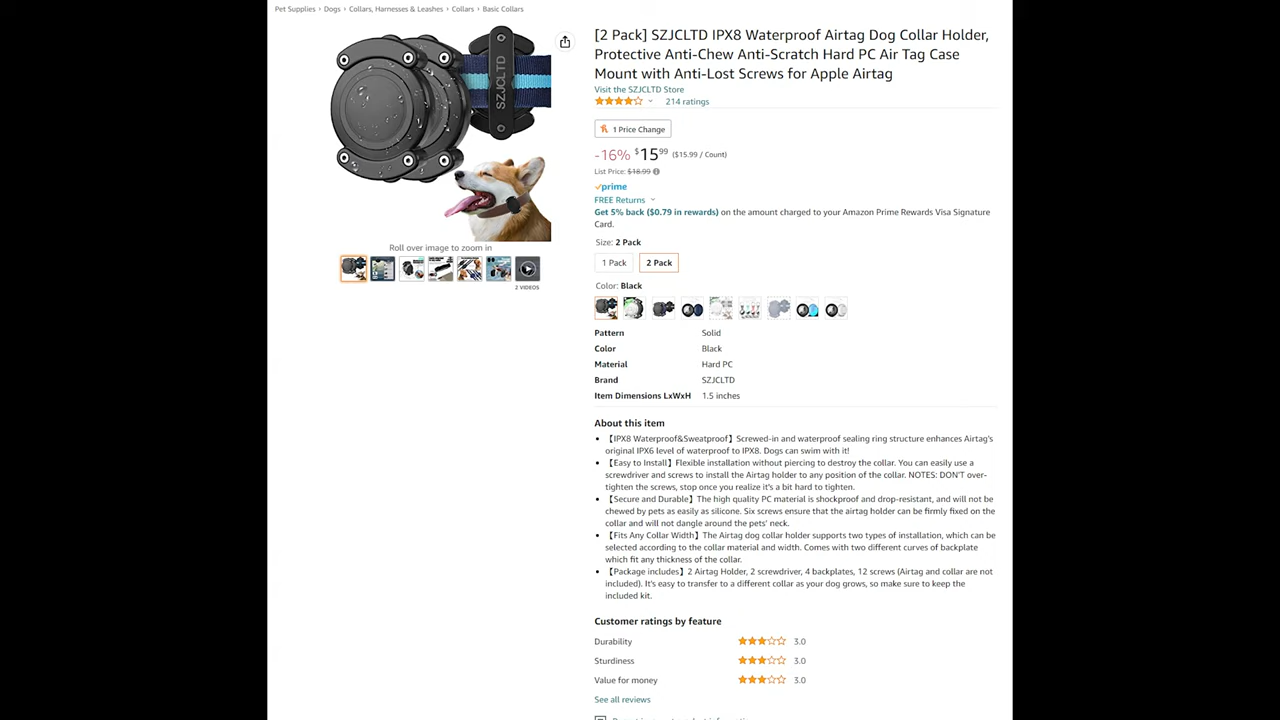 Pet Supplies › Dogs › Collars, Harnesses & Leashes › Collars › Basic Collars
SZJCLTD
Roll over image to zoom in
2 VIDEOS
[2 Pack] SZJCLTD IPX8 Waterproof Airtag Dog Collar Holder,
Protective Anti-Chew Anti-Scratch Hard PC Air Tag Case
Mount with Anti-Lost Screws for Apple Airtag
Visit the SZJCLTD Store
214 ratings
1 Price Change
-16% $15⁹⁹ ($15.99 / Count)
List Price: $18.99
prime
FREE Returns
Get 5% back ($0.79 in rewards) on the amount charged to your Amazon Prime Rewards Visa Signature
Card.
Size: 2 Pack
1 Pack 2 Pack
Color: Black
Pattern Solid
Color Black
Material Hard PC
Brand SZJCLTD
Item Dimensions LxWxH 1.5 inches
About this item
• 【IPX8 Waterproof&Sweatproof】Screwed-in and waterproof sealing ring structure enhances Airtag's
original IPX6 level of waterproof to IPX8. Dogs can swim with it!
• 【Easy to Install】Flexible installation without piercing to destroy the collar. You can easily use a
screwdriver and screws to install the Airtag holder to any position of the collar. NOTES: DON'T over-
tighten the screws, stop once you realize it's a bit hard to tighten.
• 【Secure and Durable】The high quality PC material is shockproof and drop-resistant, and will not be
chewed by pets as easily as silicone. Six screws ensure that the airtag holder can be firmly fixed on the
collar and will not dangle around the pets' neck.
• 【Fits Any Collar Width】The Airtag dog collar holder supports two types of installation, which can be
selected according to the collar material and width. Comes with two different curves of backplate
which fit any thickness of the collar.
• 【Package includes】2 Airtag Holder, 2 screwdriver, 4 backplates, 12 screws (Airtag and collar are not
included). It's easy to transfer to a different collar as your dog grows, so make sure to keep the
included kit.
Customer ratings by feature
Durability 3.0
Sturdiness 3.0
Value for money 3.0
See all reviews